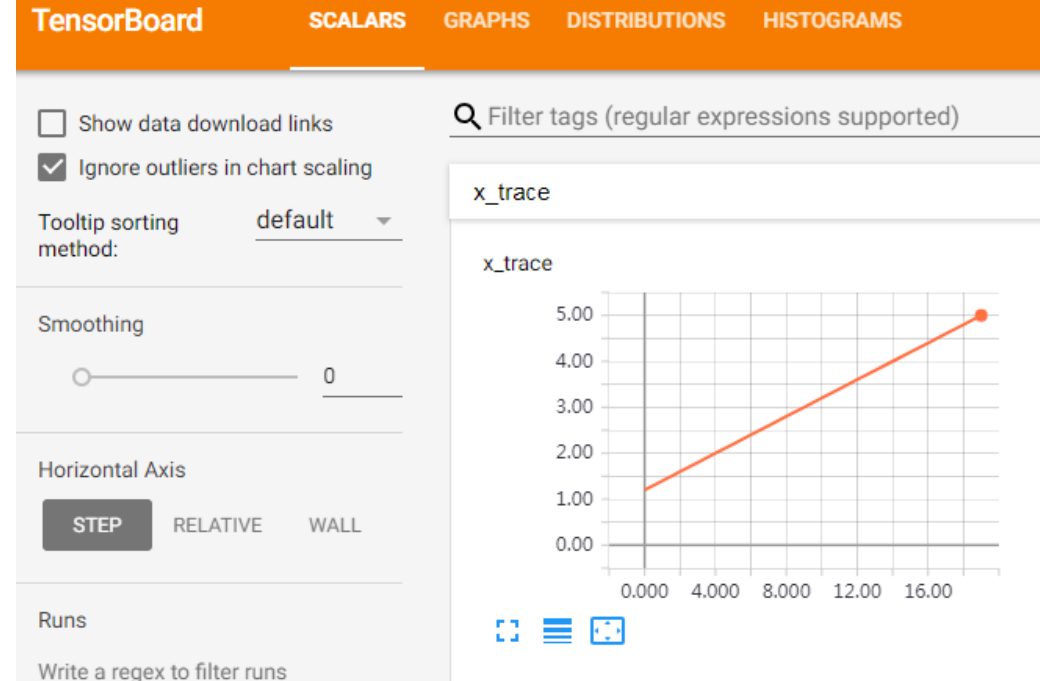 TensorBoard SCALARS GRAPHS DISTRIBUTIONS HISTOGRAMS
Show data download links
Ignore outliers in chart scaling
Tooltip sorting method: default
Smoothing
0
Horizontal Axis
STEP RELATIVE WALL
Runs
Write a regex to filter runs
Filter tags (regular expressions supported)
x_trace
x_trace
5.00
4.00
3.00
2.00
1.00
0.00
0.000 4.000 8.000 12.00 16.00